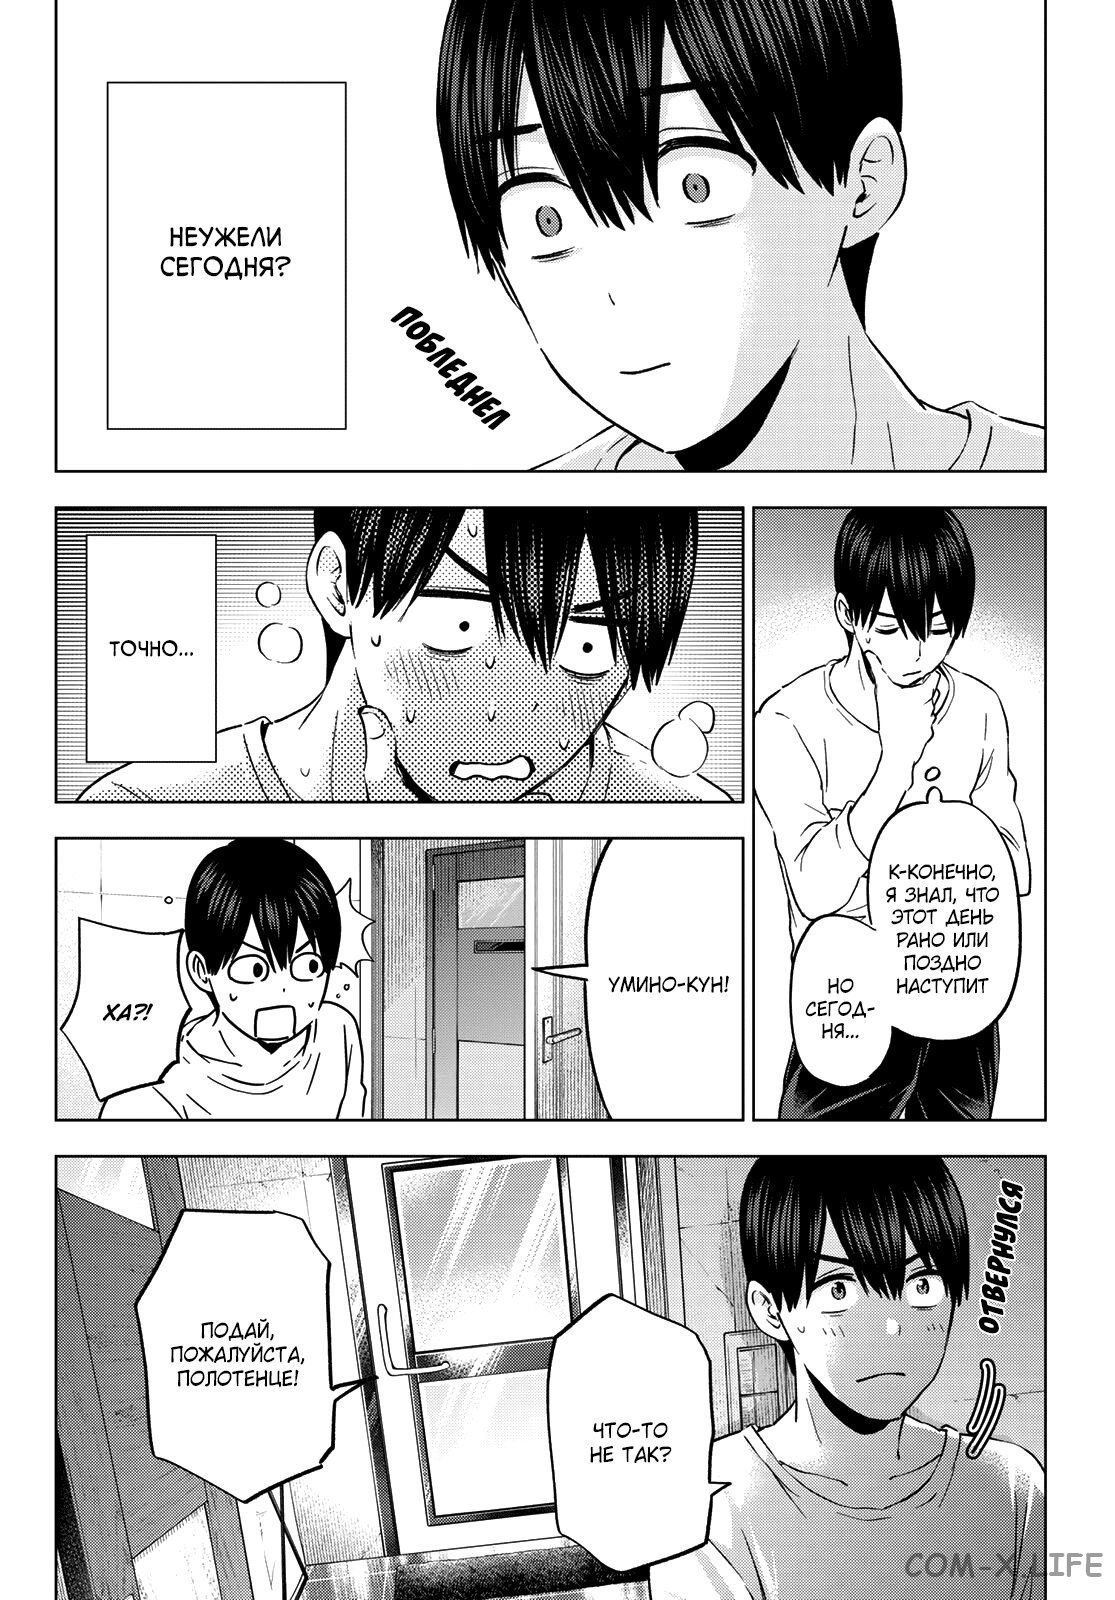 НЕУЖЕЛИ
СЕГОДНЯ?
ПОБЛЕДНЕЛ
К-КОНЕЧНО,
Я ЗНАЛ, ЧТО
ЭТОТ ДЕНЬ
РАНО ИЛИ
ПОЗДНО
НАСТУПИТ
НО
СЕГОД-
НЯ...
ТОЧНО...
УМИНО-КУН!
ХА?!
ОТВЕРНУЛСЯ
ЧТО-ТО
НЕ ТАК?
ПОДАЙ,
ПОЖАЛУЙСТА,
ПОЛОТЕНЦЕ!
COM-X.LIFE